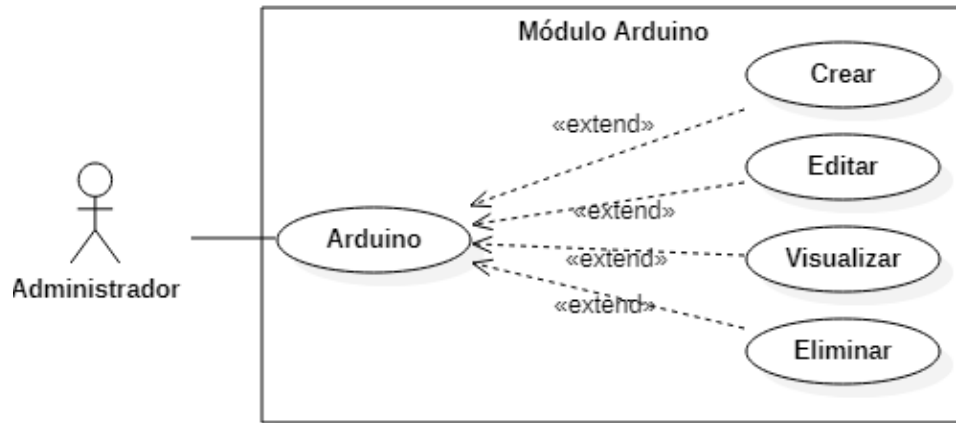 Módulo Arduino
Crear
«extend»
Editar
«extend»
Arduino
Visualizar
«extend»
Administrador
«extend»
Eliminar